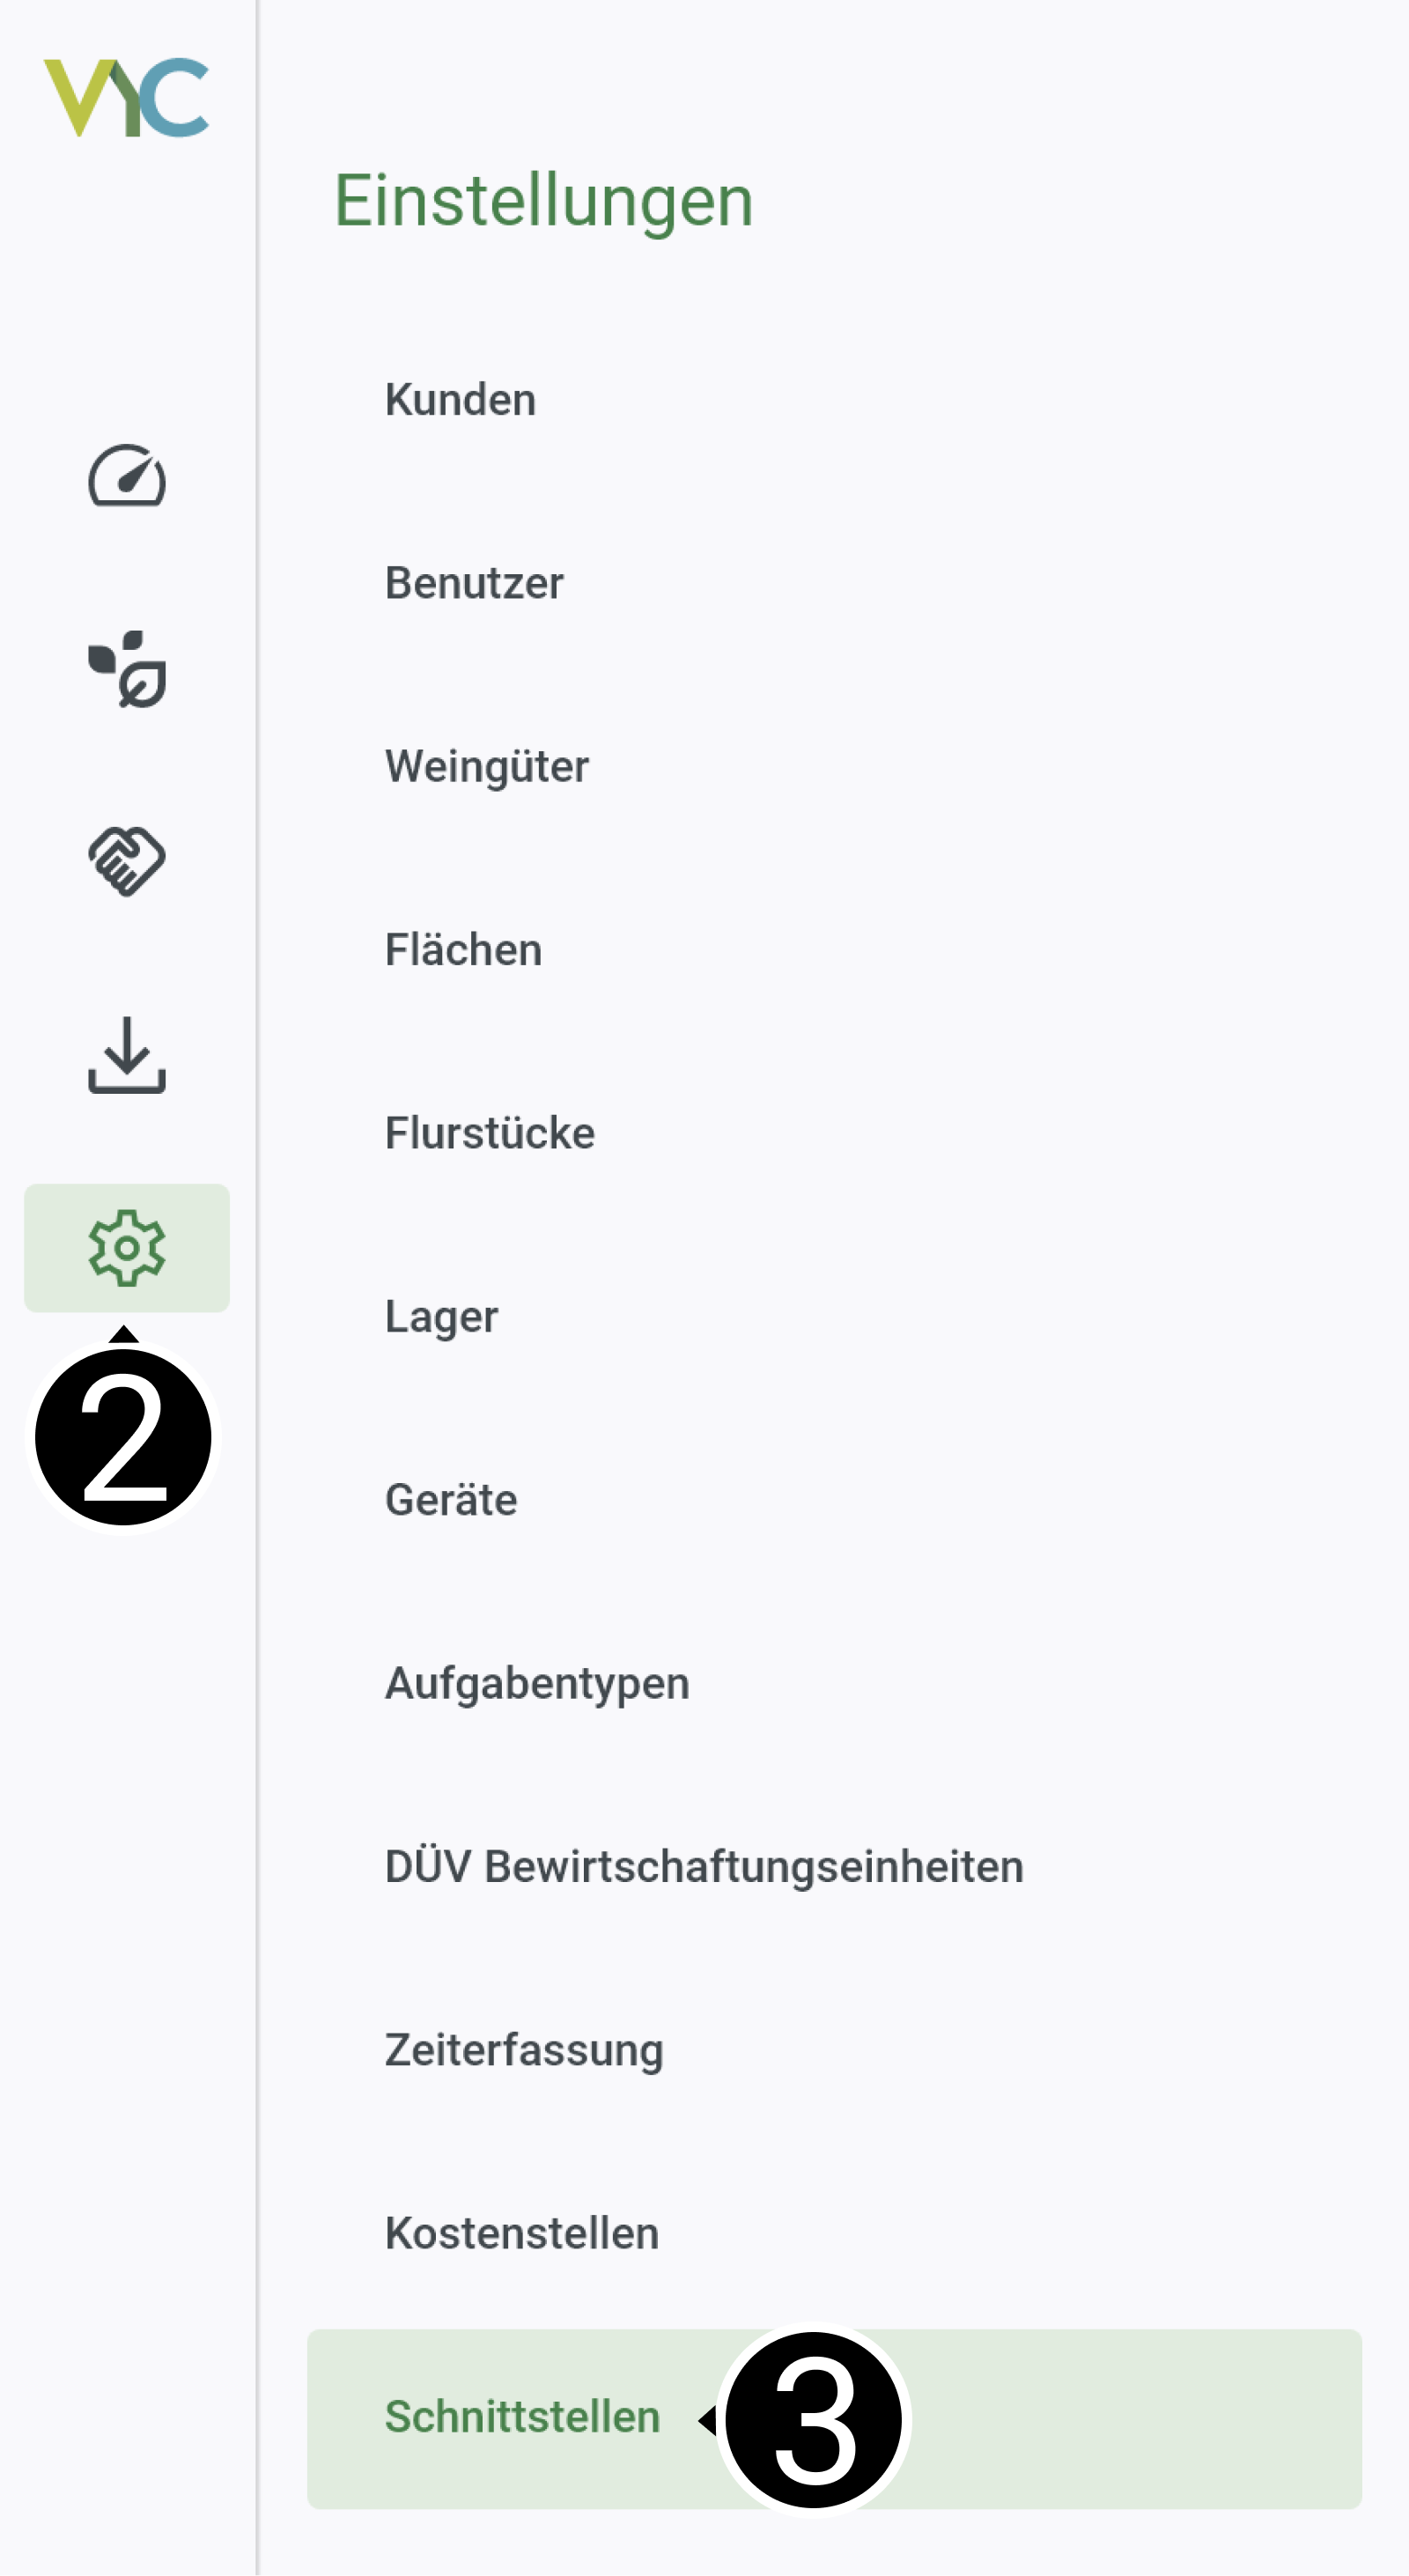 VYC
Einstellungen
Kunden
Benutzer
Weingüter
Flächen
Flurstücke
Lager
2
Geräte
Aufgabentypen
DÜV Bewirtschaftungseinheiten
Zeiterfassung
Kostenstellen
Schnittstellen 3